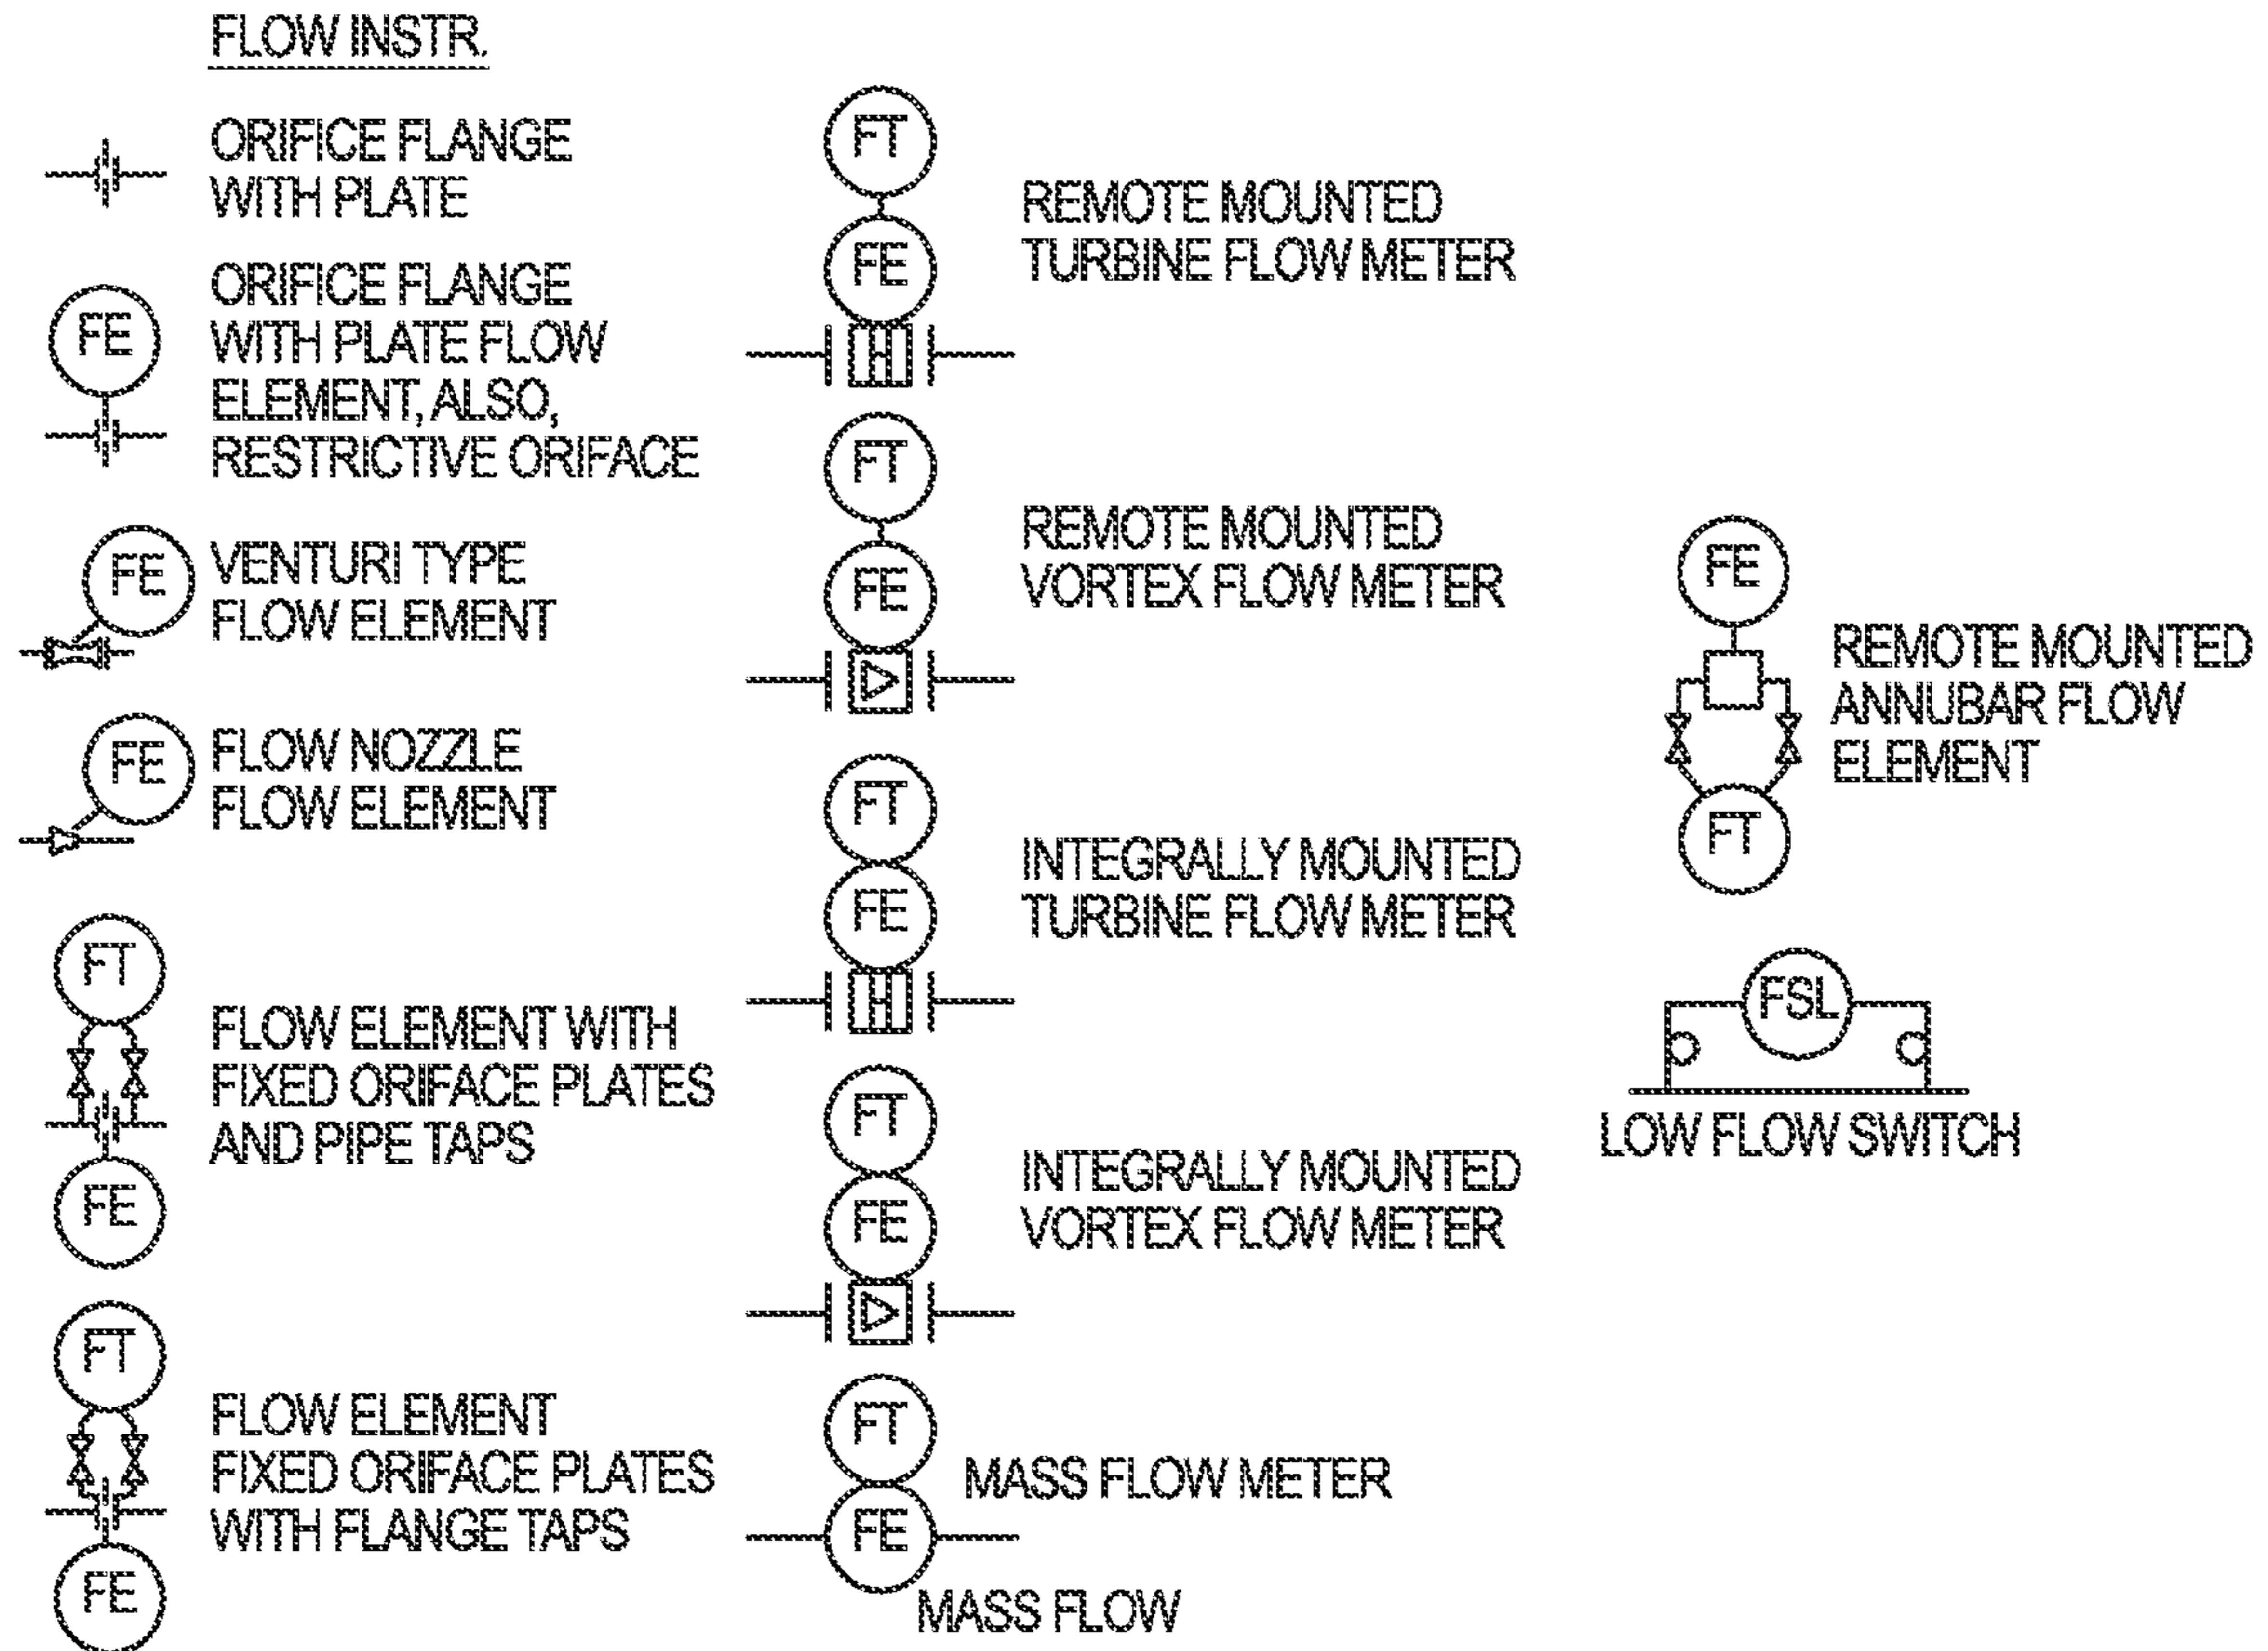 FLOW INSTR.
ORIFICE FLANGE
WITH PLATE
FE
ORIFICE FLANGE
WITH PLATE FLOW
ELEMENT, ALSO,
RESTRICTIVE ORIFACE
FE
VENTURI TYPE
FLOW ELEMENT
FE
FLOW NOZZLE
FLOW ELEMENT
FT
FLOW ELEMENT WITH
FIXED ORIFACE PLATES
AND PIPE TAPS
FE
FT
FLOW ELEMENT
FIXED ORIFACE PLATES
WITH FLANGE TAPS
FE
FT
FE
REMOTE MOUNTED
TURBINE FLOW METER
FT
FE
REMOTE MOUNTED
VORTEX FLOW METER
FT
FE
INTEGRALLY MOUNTED
TURBINE FLOW METER
FT
FE
INTEGRALLY MOUNTED
VORTEX FLOW METER
FT
MASS FLOW METER
FE
MASS FLOW
FE
REMOTE MOUNTED
ANNUBAR FLOW
ELEMENT
FT
FSL
LOW FLOW SWITCH